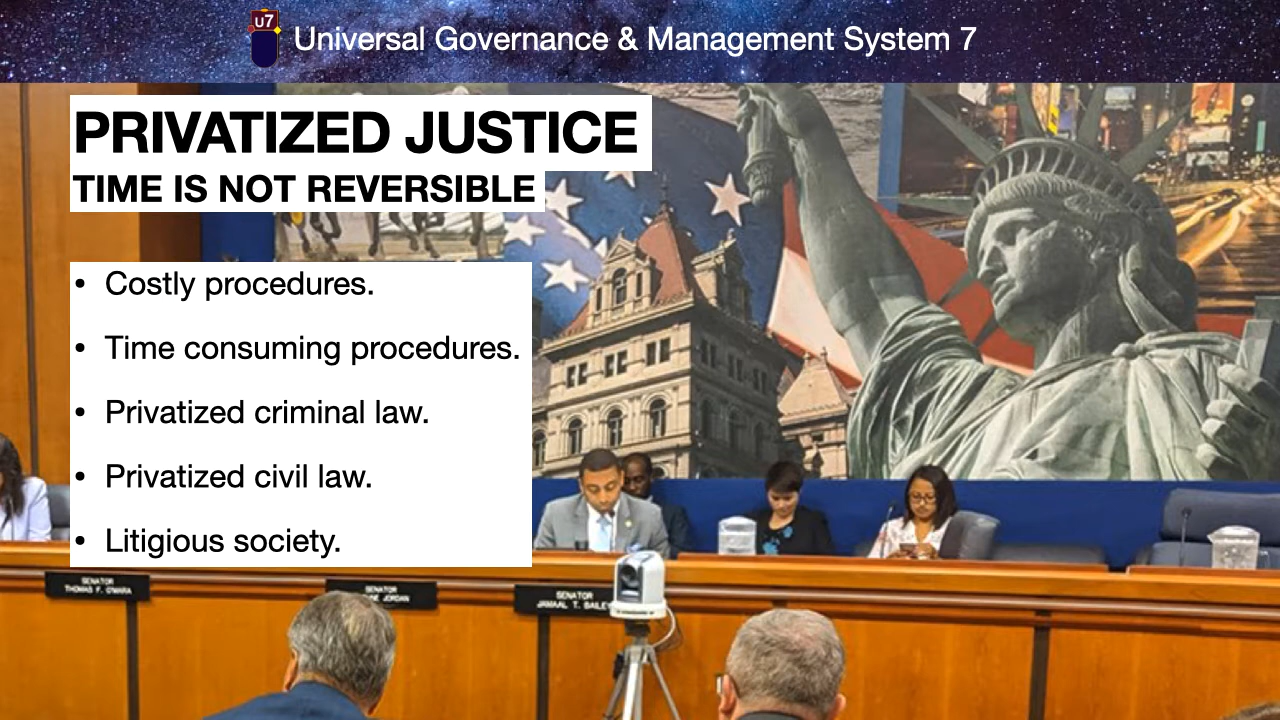 U7
Universal Governance & Management System 7
PRIVATIZED JUSTICE
TIME IS NOT REVERSIBLE
• Costly procedures.
• Time consuming procedures.
• Privatized criminal law.
• Privatized civil law.
• Litigious society.
SENATOR
THOMAS F. O'MARA
SENATOR
JORDAN
SENATOR
JAMAAL T. BAILEY